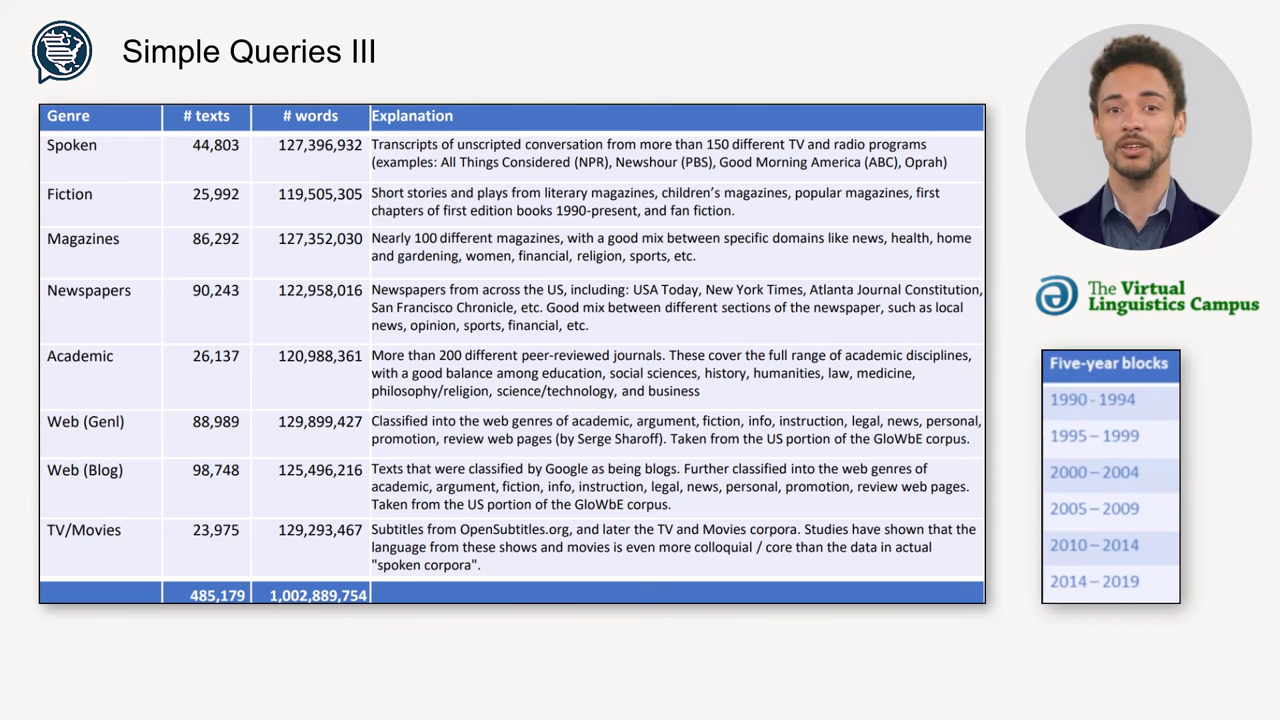 Simple Queries III
Genre # texts # words Explanation
Spoken 44,803 127,396,932 Transcripts of unscripted conversation from more than 150 different TV and radio programs
(examples: All Things Considered (NPR), Newshour (PBS), Good Morning America (ABC), Oprah)
Fiction 25,992 119,505,305 Short stories and plays from literary magazines, children's magazines, popular magazines, first
chapters of first edition books 1990-present, and fan fiction.
Magazines 86,292 127,352,030 Nearly 100 different magazines, with a good mix between specific domains like news, health, home
and gardening, women, financial, religion, sports, etc.
Newspapers 90,243 122,958,016 Newspapers from across the US, including: USA Today, New York Times, Atlanta Journal Constitution,
San Francisco Chronicle, etc. Good mix between different sections of the newspaper, such as local
news, opinion, sports, financial, etc.
Academic 26,137 120,988,361 More than 200 different peer-reviewed journals. These cover the full range of academic disciplines,
with a good balance among education, social sciences, history, humanities, law, medicine,
philosophy/religion, science/technology, and business
Web (Genl) 88,989 129,899,427 Classified into the web genres of academic, argument, fiction, info, instruction, legal, news, personal,
promotion, review web pages (by Serge Sharoff). Taken from the US portion of the GloWbE corpus.
Web (Blog) 98,748 125,496,216 Texts that were classified by Google as being blogs. Further classified into the web genres of
academic, argument, fiction, info, instruction, legal, news, personal, promotion, review web pages.
Taken from the US portion of the GloWbE corpus.
TV/Movies 23,975 129,293,467 Subtitles from OpenSubtitles.org, and later the TV and Movies corpora. Studies have shown that the
language from these shows and movies is even more colloquial / core than the data in actual
"spoken corpora".
485,179 1,002,889,754
The Virtual
Linguistics Campus
Five-year blocks
1990 - 1994
1995 – 1999
2000 – 2004
2005 – 2009
2010 – 2014
2014 – 2019